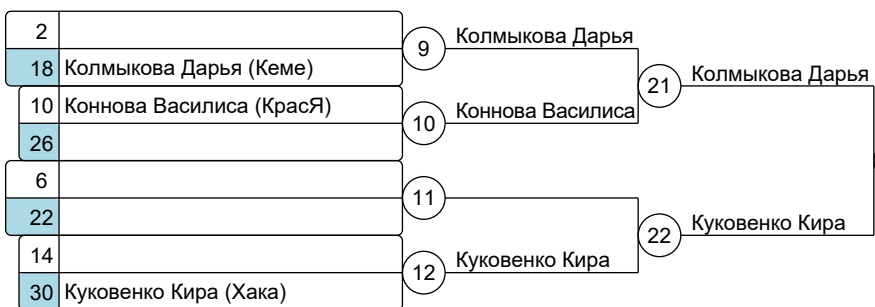 2
18 Колмыкова Дарья (Кеме)
10 Коннова Василиса (КрасЯ)
26
6
22
14
30 Куковенко Кира (Хака)
9
10
11
12
Колмыкова Дарья
Коннова Василиса
Куковенко Кира
21
22
Колмыкова Дарья
Куковенко Кира